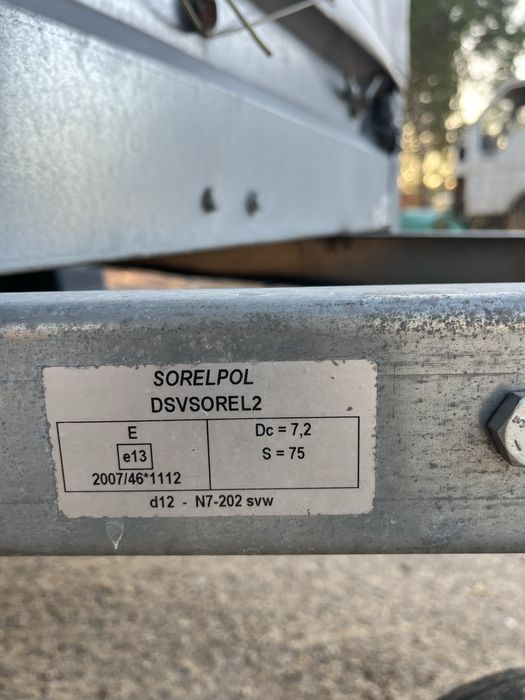 SORELPOL
DSVSOREL2
E
e13
2007/46*1112
Dc = 7,2
S = 75
d12 - N7-202 svw